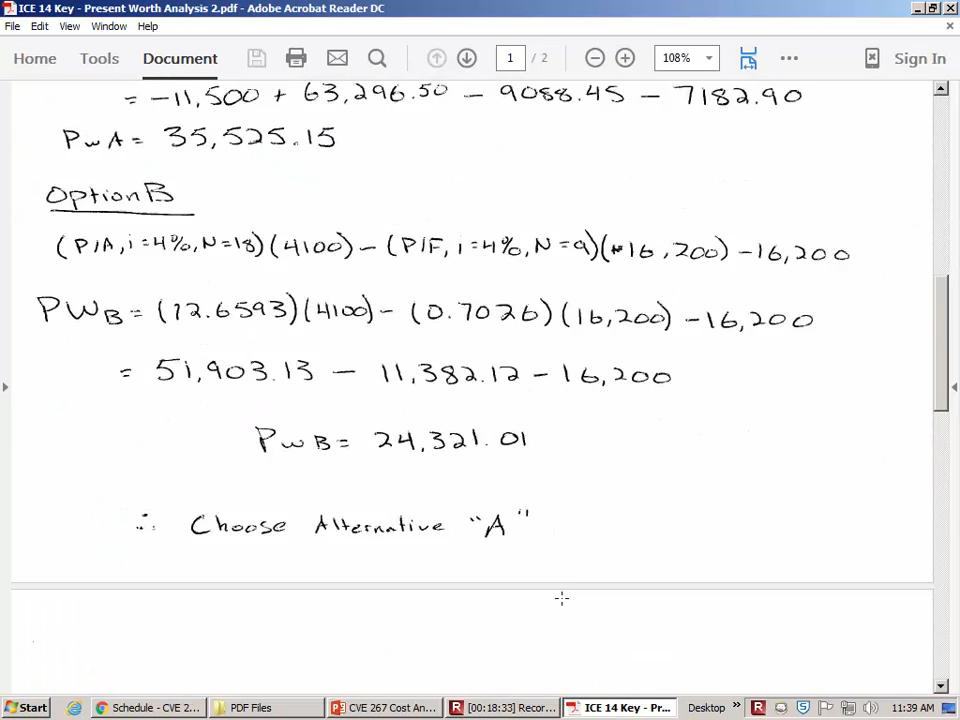 ICE 14 Key - Present Worth Analysis 2.pdf - Adobe Acrobat Reader DC
File Edit View Window Help
Home Tools Document 1 / 2 108% Sign In
= -11,500 + 63,296.50 - 9088.45 - 7182.90
PwA = 35,525.15
Option B
(P/A, i=4%, N=18)(4100) - (P/F, i=4%, N=9)(16,200) - 16,200
PWB = (12.6593)(4100) - (0.7026)(16,200) - 16,200
= 51,903.13 - 11,382.12 - 16,200
PwB = 24,321.01
∴ Choose Alternative "A"
Start Schedule - CVE 2... PDF Files CVE 267 Cost An... [00:18:33] Recor... ICE 14 Key - Pr... Desktop » 11:39 AM